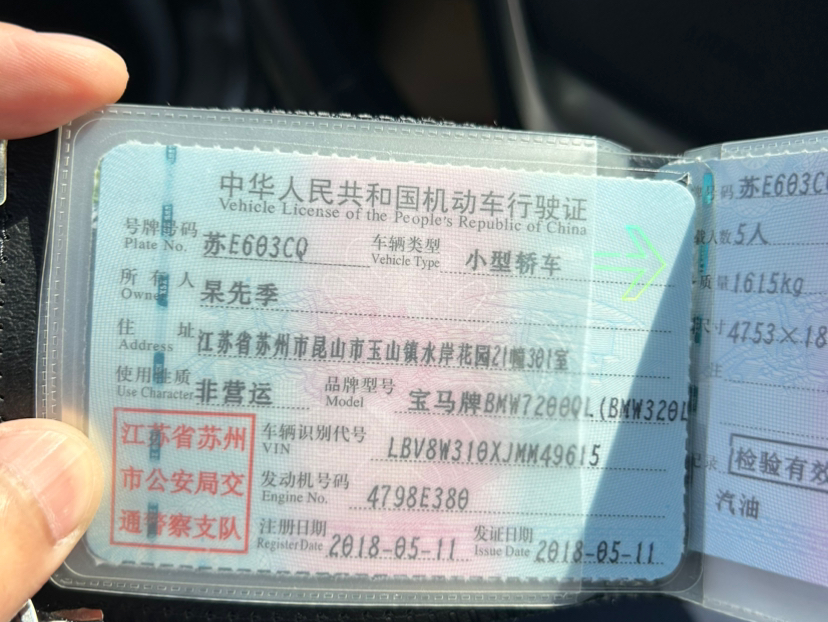 中华人民共和国机动车行驶证
Vehicle License of the People's Republic of China
号牌号码 苏E603CQ 车辆类型 小型轿车
Plate No. Vehicle Type
所有人 杲先季
Owner
住址 江苏省苏州市昆山市玉山镇水岸花园21幢301室
Address
使用性质 非营运 品牌型号 宝马牌BMW7200QL(BMW320L
Use Character Model
江苏省苏州
市公安局交
通警察支队
车辆识别代号 LBV8W310XJMM49615
VIN
发动机号码 4798E380
Engine No.
注册日期 2018-05-11 发证日期 2018-05-11
Register Date Issue Date
号码 苏E603C
载人数 5人
质量 1615kg
尺寸 4753×18
注
记录 检验有效
汽油